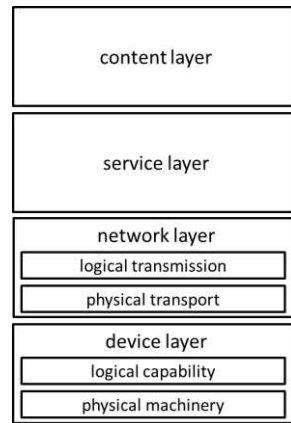 content layer
service layer
network layer
logical transmission
physical transport
device layer
logical capability
physical machinery